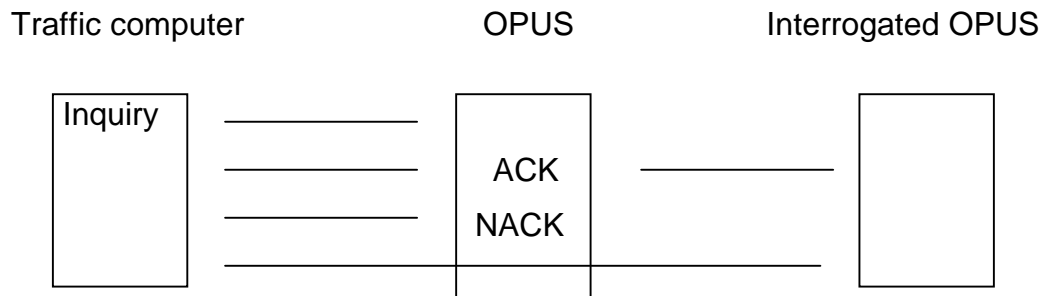 Traffic computer OPUS Interrogated OPUS
Inquiry
ACK
NACK